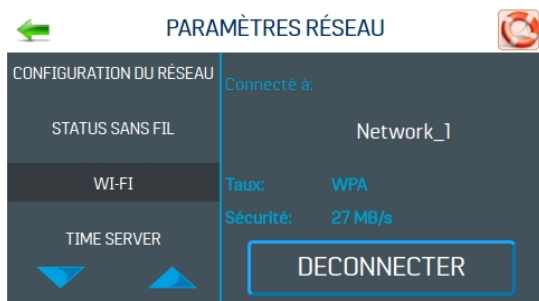 PARAMÈTRES RÉSEAU
CONFIGURATION DU RÉSEAU
STATUS SANS FIL
WI-FI
TIME SERVER
Connecté à:
Network_1
Taux: WPA
Sécurité: 27 MB/s
DECONNECTER